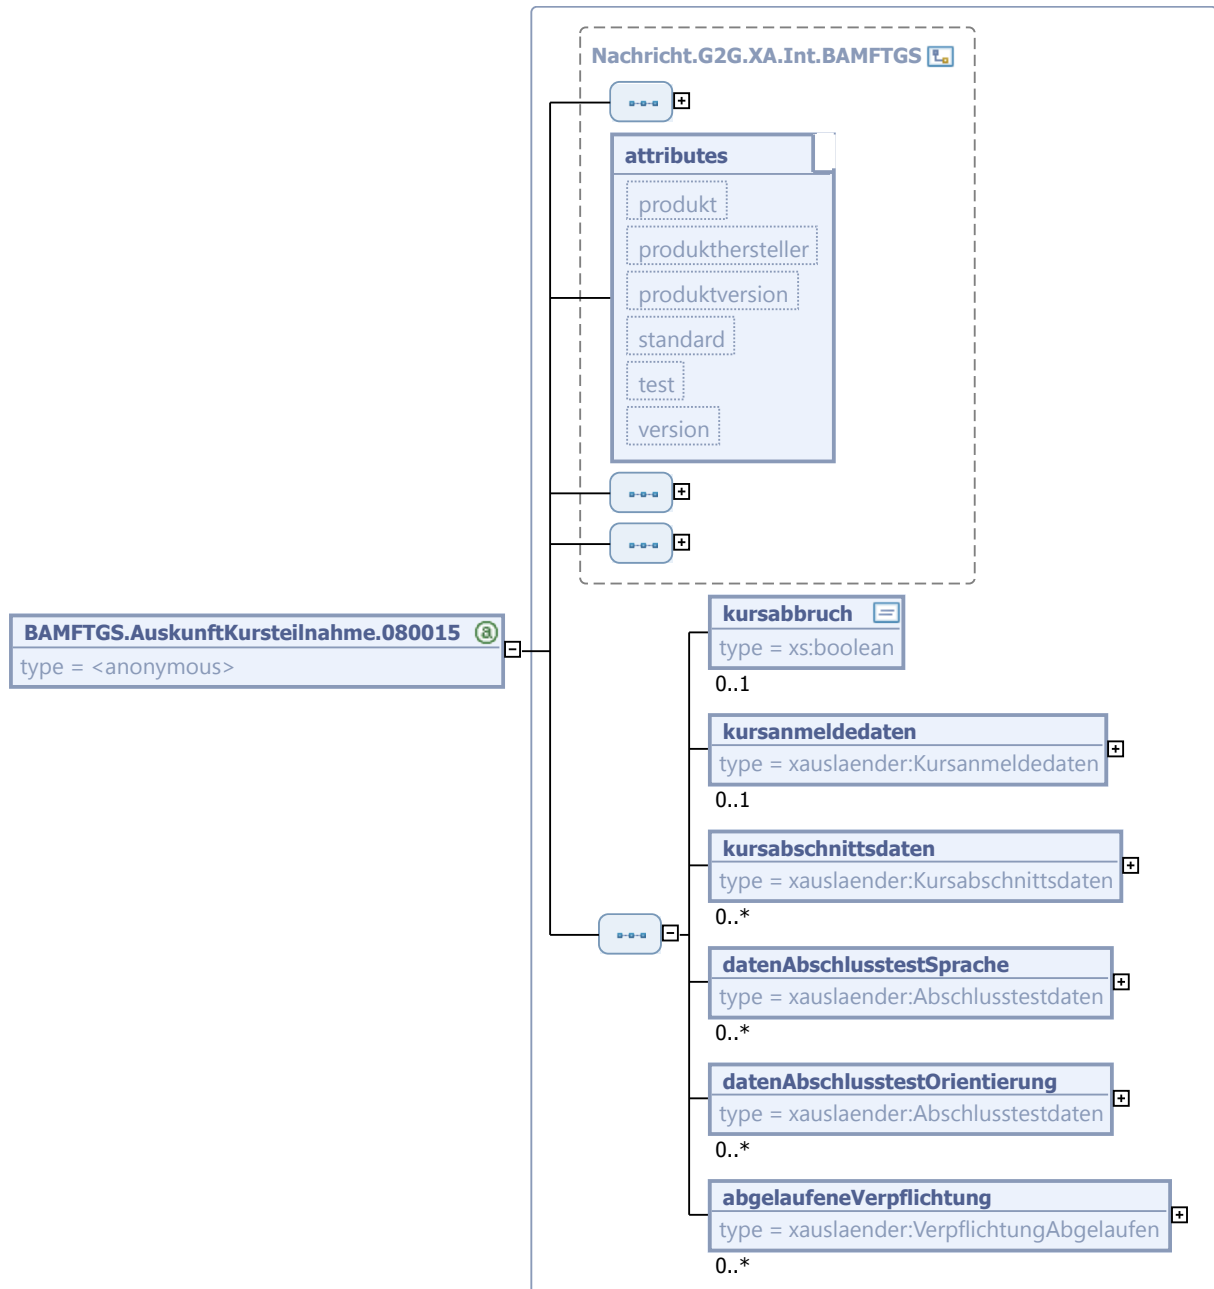 Nachricht.G2G.XA.Int.BAMFTGS
attributes
produkt
produkthersteller
produktversion
standard
test
version
BAMFTGS.AuskunftKursteilnahme.080015
type = <anonymous>
kursabbruch
type = xs:boolean
0..1
kursanmeldedaten
type = xauslaender:Kursanmeldedaten
0..1
kursabschnittsdaten
type = xauslaender:Kursabschnittsdaten
0..*
datenAbschlusstestSprache
type = xauslaender:Abschlusstestdaten
0..*
datenAbschlusstestOrientierung
type = xauslaender:Abschlusstestdaten
0..*
abgelaufeneVerpflichtung
type = xauslaender:VerpflichtungAbgelaufen
0..*